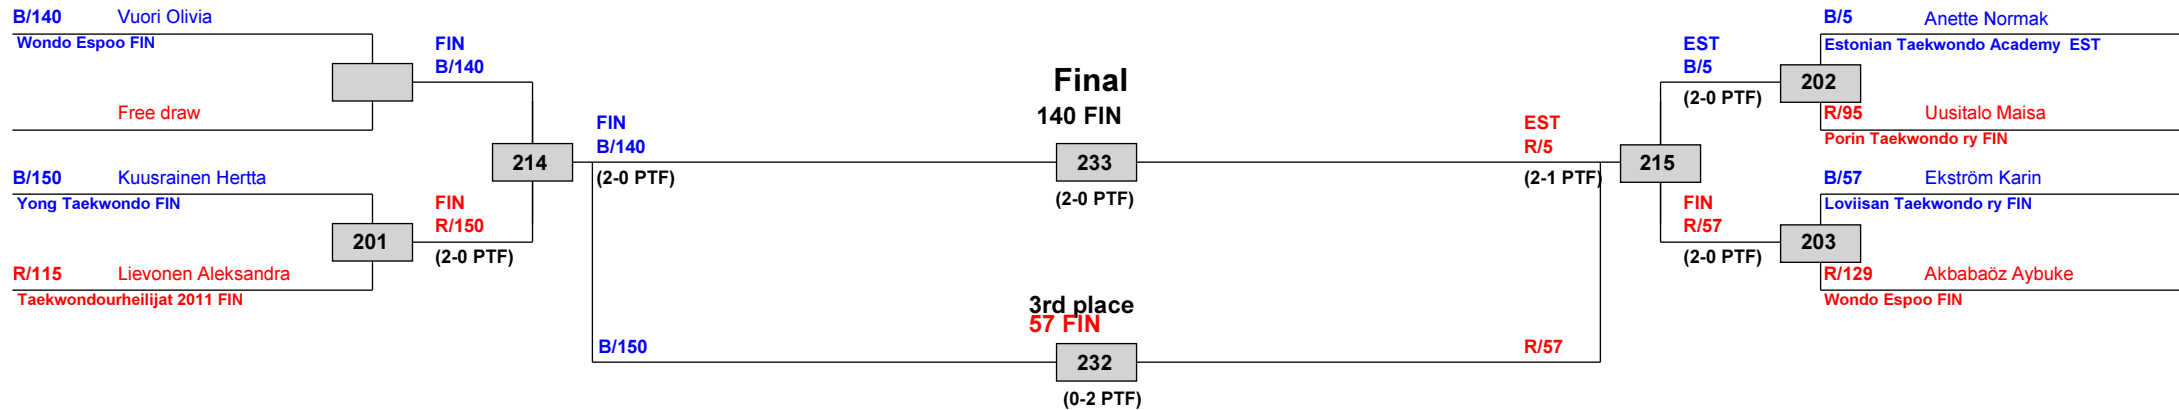 B/140 Vuori Olivia
Wondo Espoo FIN
Free draw
B/150 Kuusrainen Hertta
Yong Taekwondo FIN
201
R/115 Lievonen Aleksandra
Taekwondourheilijat 2011 FIN
FIN
B/140
FIN
R/150
(2-0 PTF)
214
FIN
B/140
(2-0 PTF)
Final
140 FIN
233
(2-0 PTF)
3rd place
57 FIN
B/150
232
R/57
(0-2 PTF)
EST
R/5
(2-1 PTF)
215
EST
B/5
(2-0 PTF)
FIN
R/57
(2-0 PTF)
B/5 Anette Normak
Estonian Taekwondo Academy EST
202
R/95 Uusitalo Maisa
Porin Taekwondo ry FIN
B/57 Ekström Karin
Loviisan Taekwondo ry FIN
203
R/129 Akbabaöz Aybuke
Wondo Espoo FIN